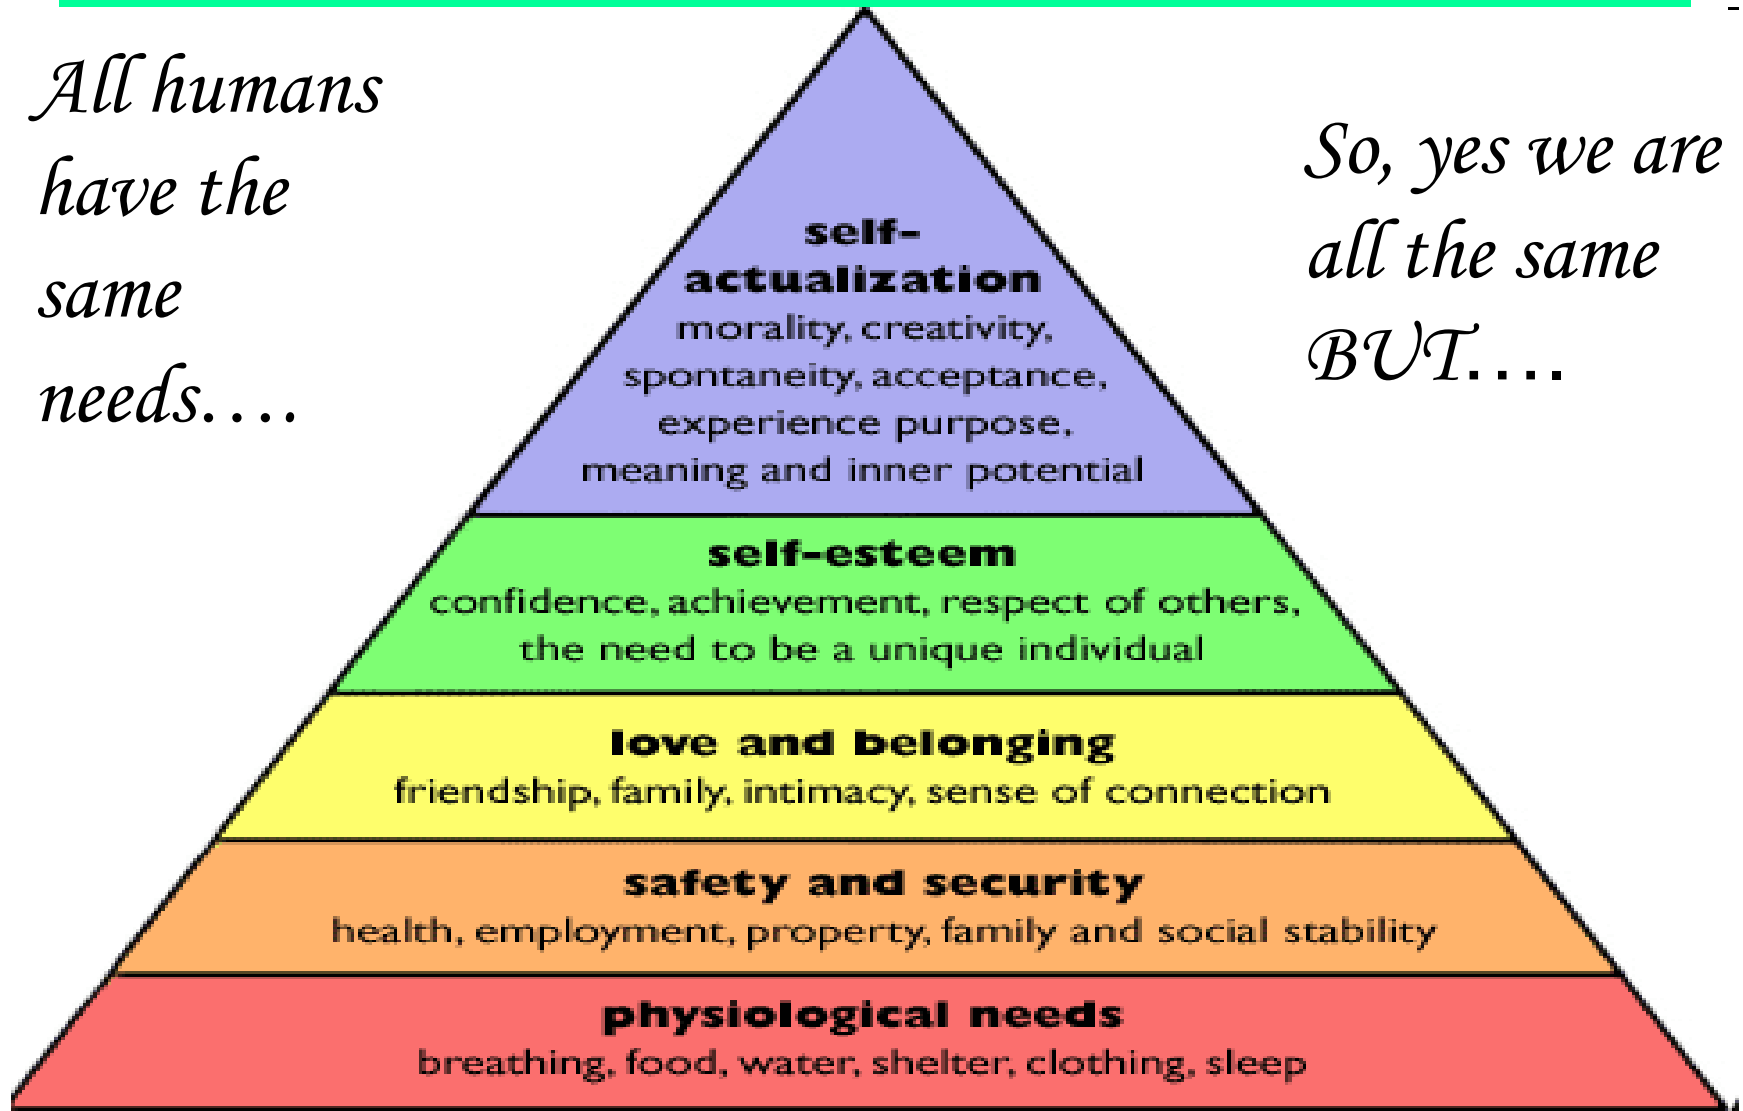 All humans
have the
same
needs....
So, yes we are
all the same
BUT....
self-
actualization
morality, creativity,
spontaneity, acceptance,
experience purpose,
meaning and inner potential
self-esteem
confidence, achievement, respect of others,
the need to be a unique individual
love and belonging
friendship, family, intimacy, sense of connection
safety and security
health, employment, property, family and social stability
physiological needs
breathing, food, water, shelter, clothing, sleep